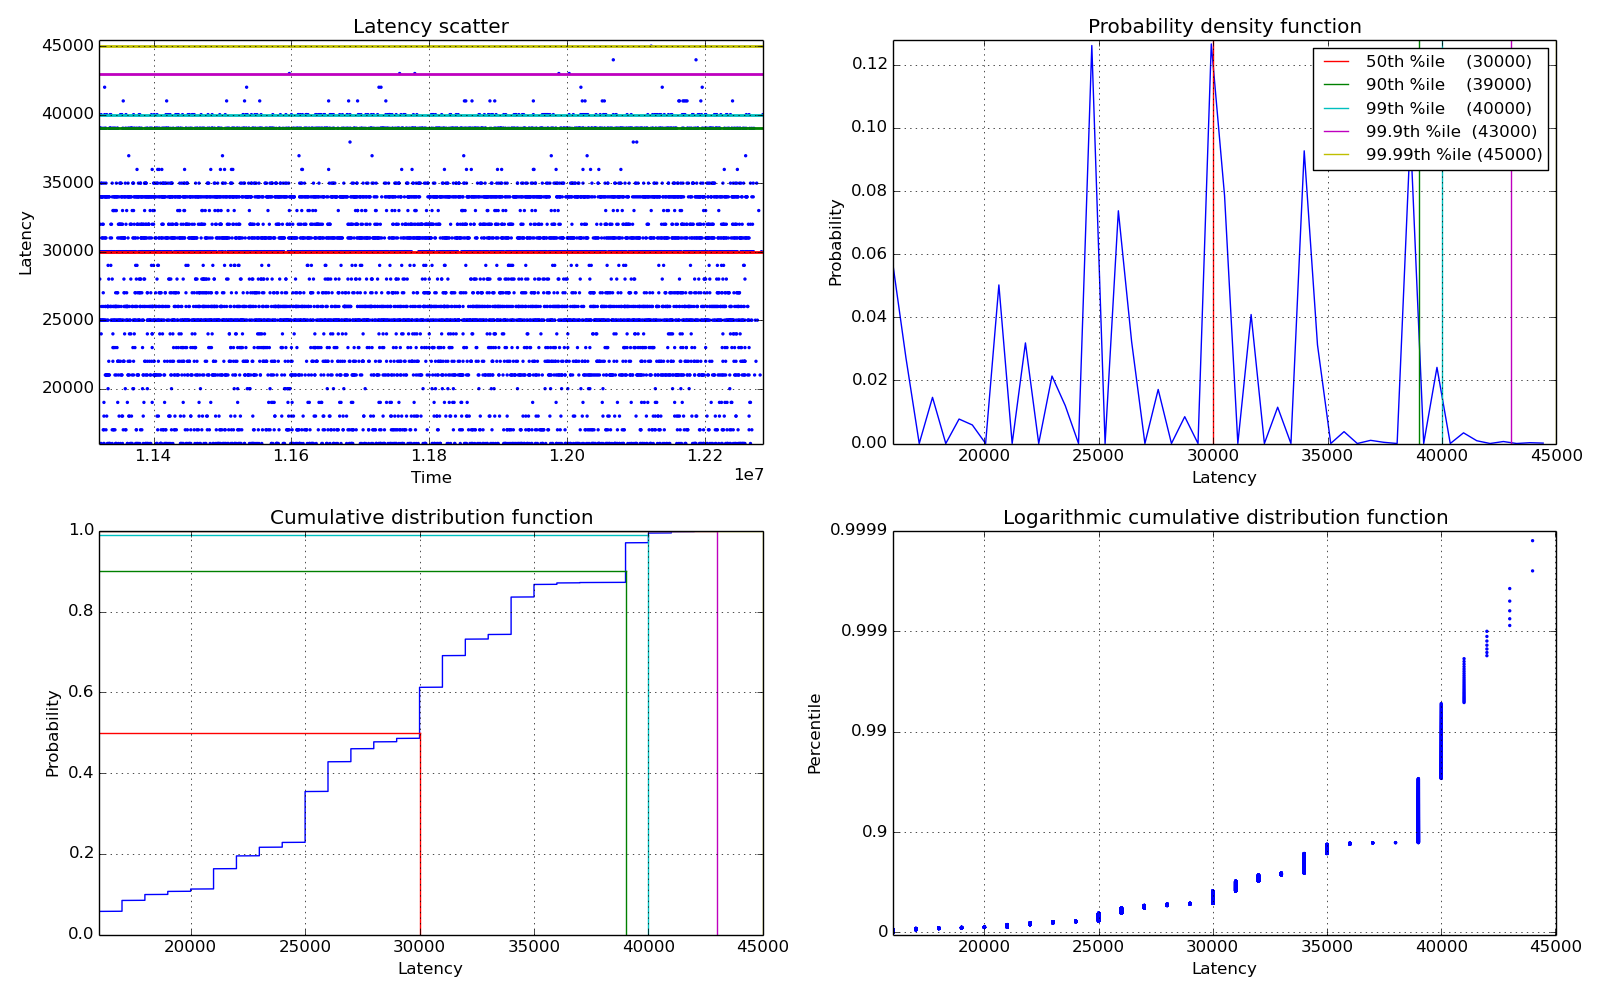 Latency scatter
45000
40000
35000
30000
25000
20000
Latency
1.14
1.16
1.18
1.20
1.22
1e7
Time
Probability density function
0.12
0.10
0.08
0.06
0.04
0.02
0.00
Probability
50th %ile (30000)
90th %ile (39000)
99th %ile (40000)
99.9th %ile (43000)
99.99th %ile (45000)
20000
25000
30000
35000
40000
45000
Latency
Cumulative distribution function
1.0
0.8
0.6
0.4
0.2
0.0
Probability
20000
25000
30000
35000
40000
45000
Latency
Logarithmic cumulative distribution function
0.9999
0.999
0.99
0.9
0
Percentile
20000
25000
30000
35000
40000
45000
Latency